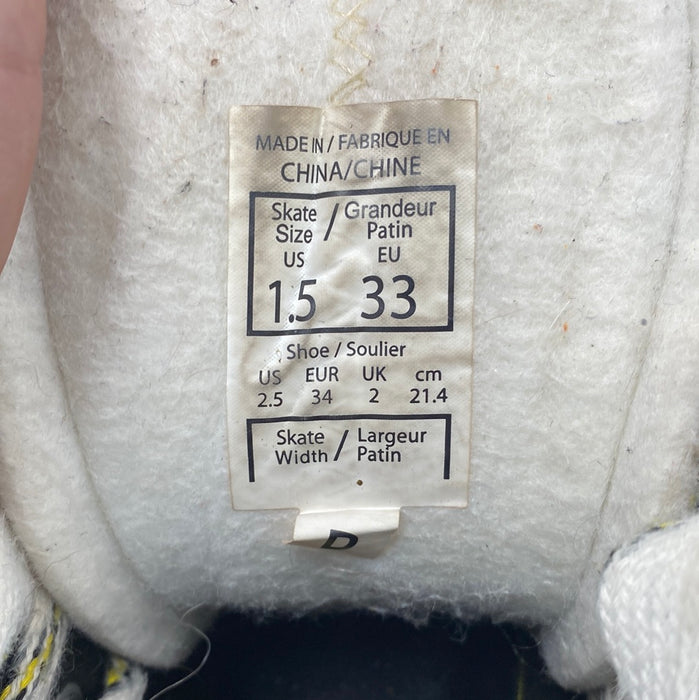 MADE IN / FABRIQUE EN
CHINA/CHINE
Skate Size / Grandeur Patin
US EU
1.5 33
Shoe / Soulier
US EUR UK cm
2.5 34 2 21.4
Skate Width / Largeur Patin
D